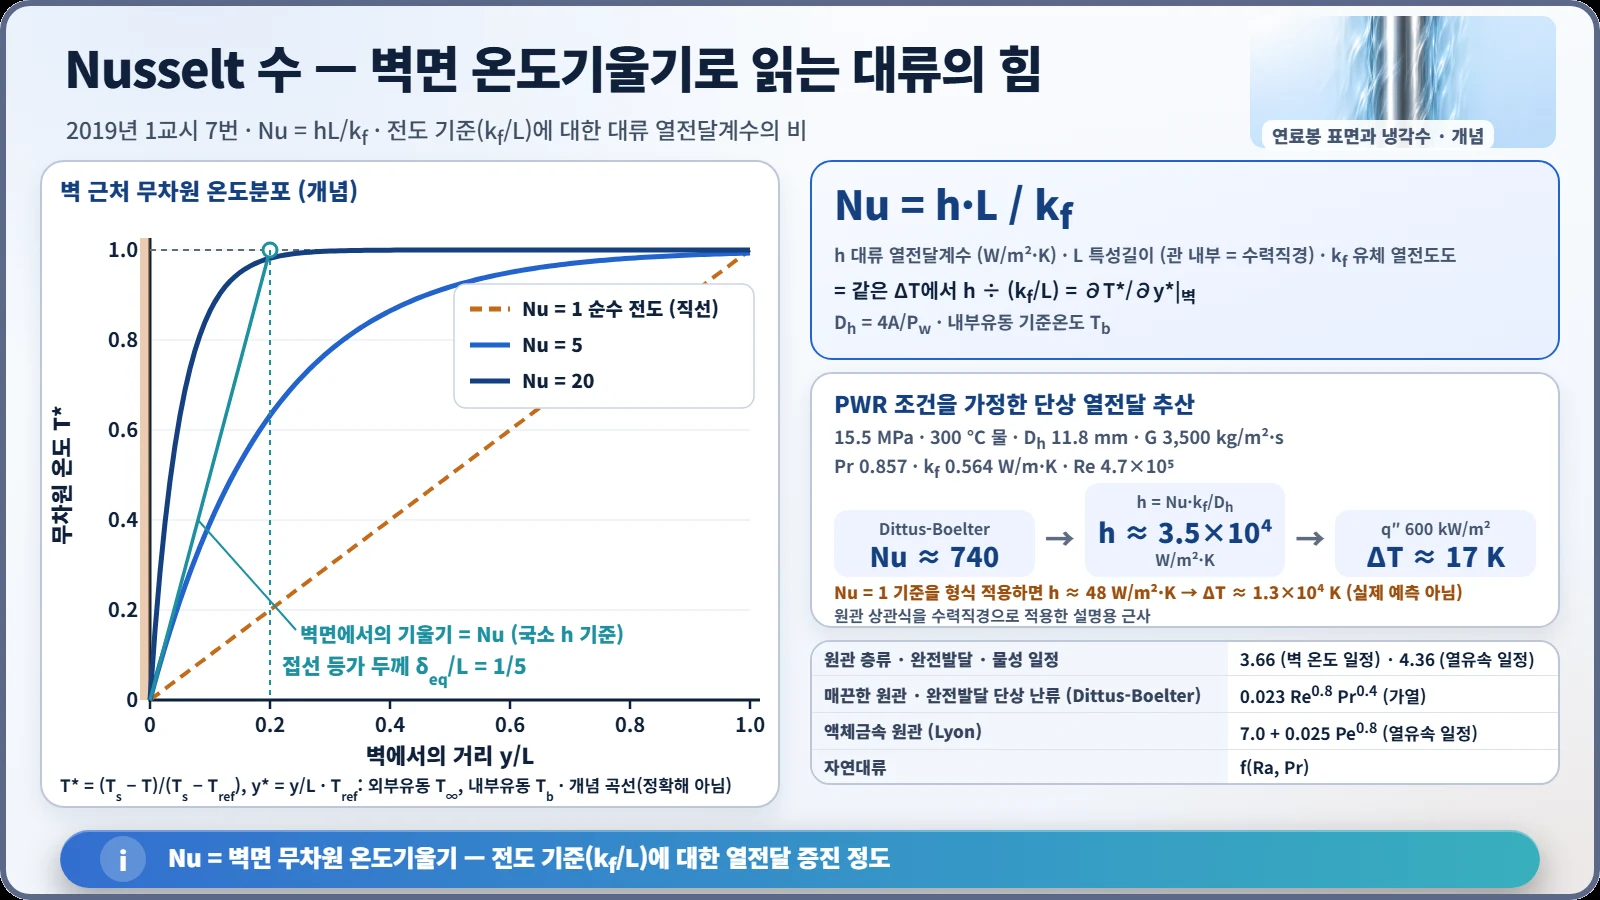 Nusselt 수 — 벽면 온도기울기로 읽는 대류의 힘
2019년 1교시 7번 · Nu = hL/kf · 전도 기준(kf/L)에 대한 대류 열전달계수의 비
연료봉 표면과 냉각수 · 개념
벽 근처 무차원 온도분포 (개념)
1.0
0.8
0.6
0.4
0.2
0
무차원 온도 T*
Nu = 1 순수 전도 (직선)
Nu = 5
Nu = 20
벽면에서의 기울기 = Nu (국소 h 기준)
접선 등가 두께 δeq/L = 1/5
0 0.2 0.4 0.6 0.8 1.0
벽에서의 거리 y/L
T* = (Ts − T)/(Ts − Tref), y* = y/L · Tref: 외부유동 T∞, 내부유동 Tb · 개념 곡선(정확해 아님)
Nu = h·L / kf
h 대류 열전달계수 (W/m²·K) · L 특성길이 (관 내부 = 수력직경) · kf 유체 열전도도
= 같은 ΔT에서 h ÷ (kf/L) = ∂T*/∂y*|벽
Dh = 4A/Pw · 내부유동 기준온도 Tb
PWR 조건을 가정한 단상 열전달 추산
15.5 MPa · 300 °C 물 · Dh 11.8 mm · G 3,500 kg/m²·s
Pr 0.857 · kf 0.564 W/m·K · Re 4.7×10⁵
Dittus-Boelter
Nu ≈ 740
→
h = Nu·kf/Dh
h ≈ 3.5×10⁴
W/m²·K
→
q″ 600 kW/m²
ΔT ≈ 17 K
Nu = 1 기준을 형식 적용하면 h ≈ 48 W/m²·K → ΔT ≈ 1.3×10⁴ K (실제 예측 아님)
원관 상관식을 수력직경으로 적용한 설명용 근사
원관 층류 · 완전발달 · 물성 일정 3.66 (벽 온도 일정) · 4.36 (열유속 일정)
매끈한 원관 · 완전발달 단상 난류 (Dittus-Boelter) 0.023 Re⁰·⁸ Pr⁰·⁴ (가열)
액체금속 원관 (Lyon) 7.0 + 0.025 Pe⁰·⁸ (열유속 일정)
자연대류 f(Ra, Pr)
i Nu = 벽면 무차원 온도기울기 — 전도 기준(kf/L)에 대한 열전달 증진 정도